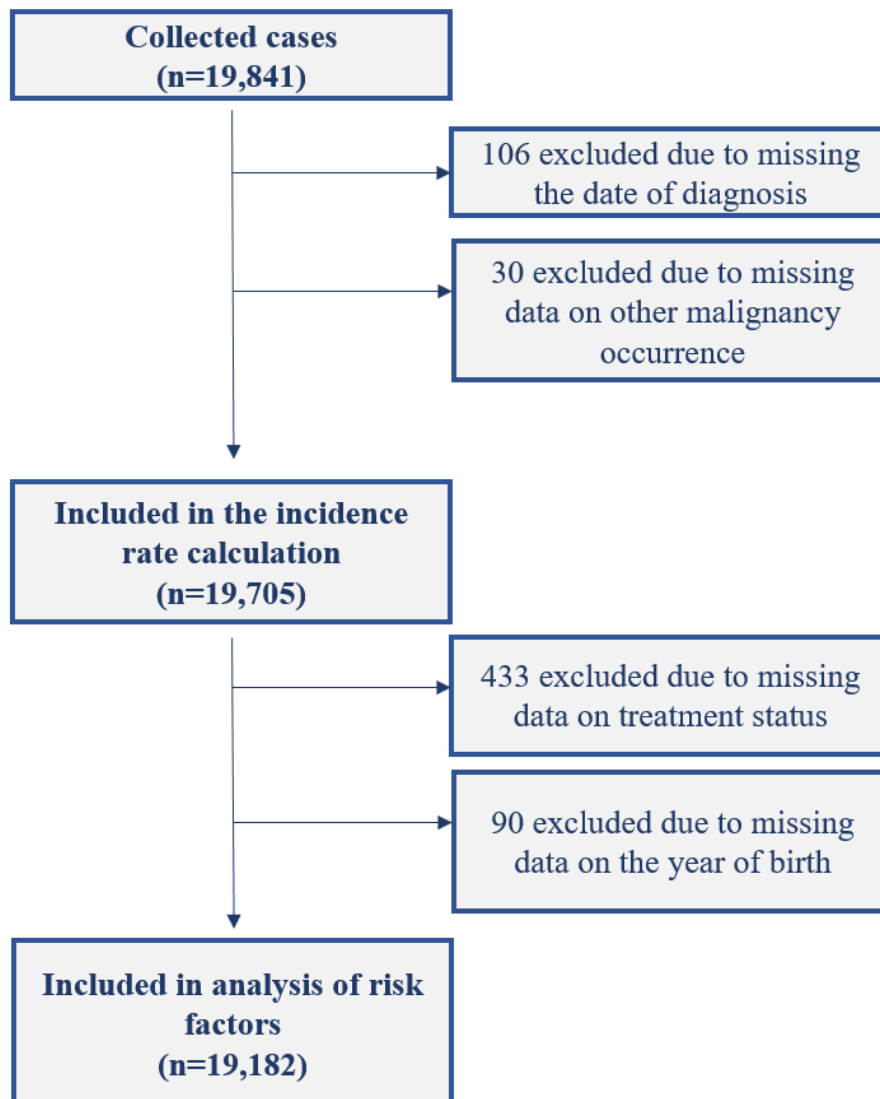 Collected cases
(n=19,841)
106 excluded due to missing
the date of diagnosis
30 excluded due to missing
data on other malignancy
occurrence
Included in the incidence
rate calculation
(n=19,705)
433 excluded due to missing
data on treatment status
90 excluded due to missing
data on the year of birth
Included in analysis of risk
factors
(n=19,182)